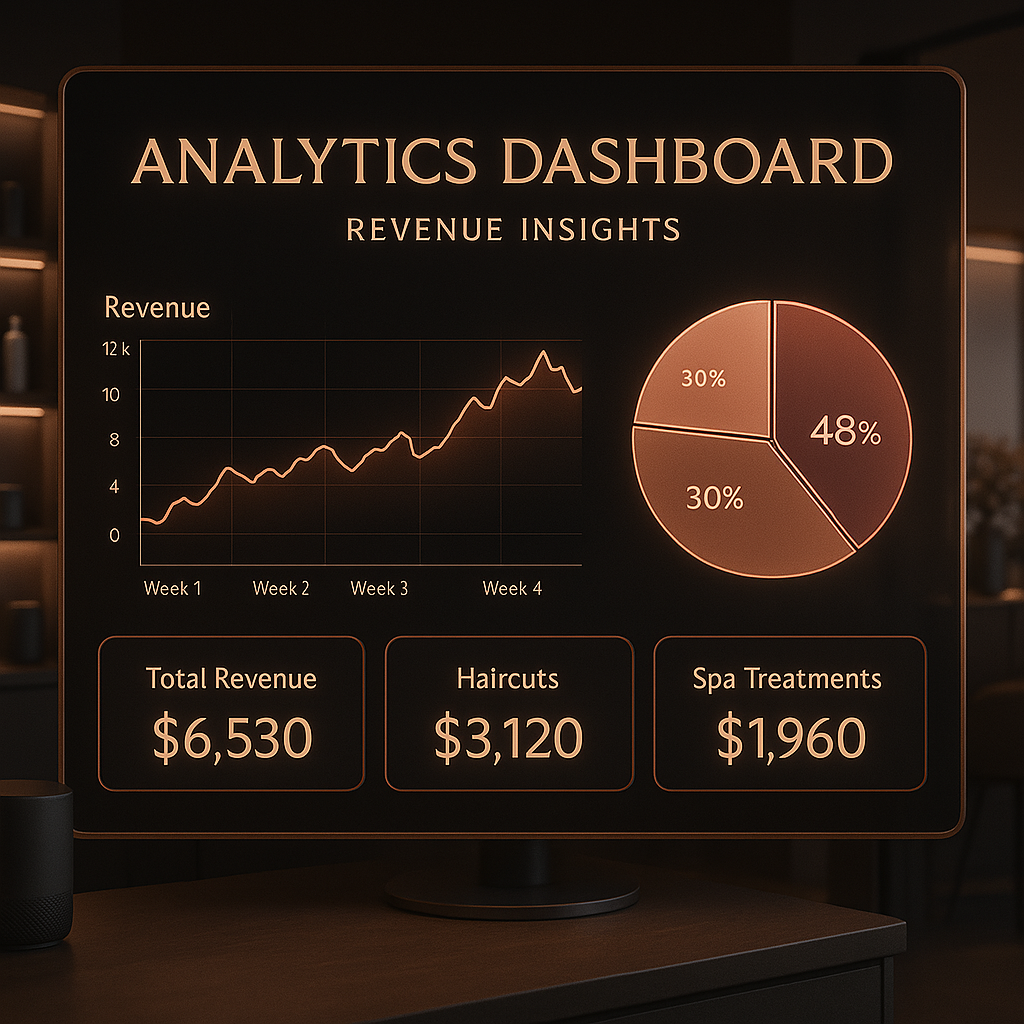 ANALYTICS DASHBOARD
REVENUE INSIGHTS
Revenue
12 k
10
8
4
0
Week 1 Week 2 Week 3 Week 4
30%
48%
30%
Total Revenue
$6,530
Haircuts
$3,120
Spa Treatments
$1,960